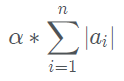 α * ∑_{i=1}^{n} |a_i|